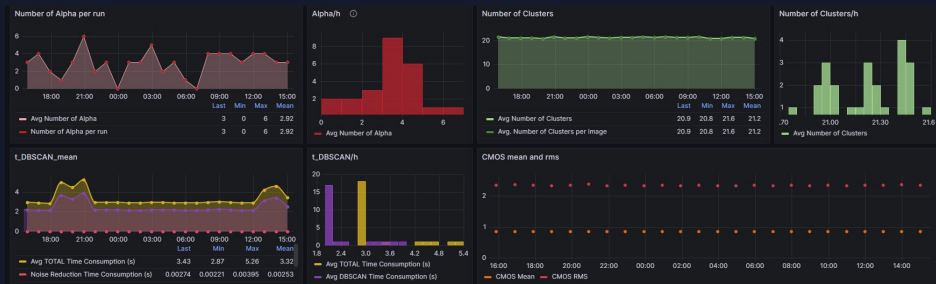 Number of Alpha per run
6
4
2
0
18:00 21:00 00:00 03:00 06:00 09:00 12:00 15:00
Last Min Max Mean
Avg Number of Alpha 3 0 6 2.92
Number of Alpha per run 3 0 6 2.92
Alpha/h
8
6
4
2
0 2 4 6
Avg Number of Alpha
Number of Clusters
20
10
0
18:00 21:00 00:00 03:00 06:00 09:00 12:00 15:00
Last Min Max Mean
Avg Number of Clusters 20.9 20.8 21.6 21.2
Avg. Number of Clusters per Image 20.9 20.8 21.6 21.2
Number of Clusters/h
4
3
2
1
.70 21.00 21.30 21.6
Avg Number of Clusters
t_DBSCAN_mean
4
2
0
18:00 21:00 00:00 03:00 06:00 09:00 12:00 15:00
Last Min Max Mean
Avg TOTAL Time Consumption (s) 3.43 2.87 5.26 3.32
Noise Reduction Time Consumption (s) 0.00274 0.00221 0.00395 0.00253
t_DBSCAN/h
20
15
10
5
0
1.8 2.4 3.0 3.6 4.2 4.8 5.4
Avg TOTAL Time Consumption (s)
Avg DBSCAN Time Consumption (s)
CMOS mean and rms
2
1
0
16:00 18:00 20:00 22:00 00:00 02:00 04:00 06:00 08:00 10:00 12:00 14:00
CMOS Mean CMOS RMS